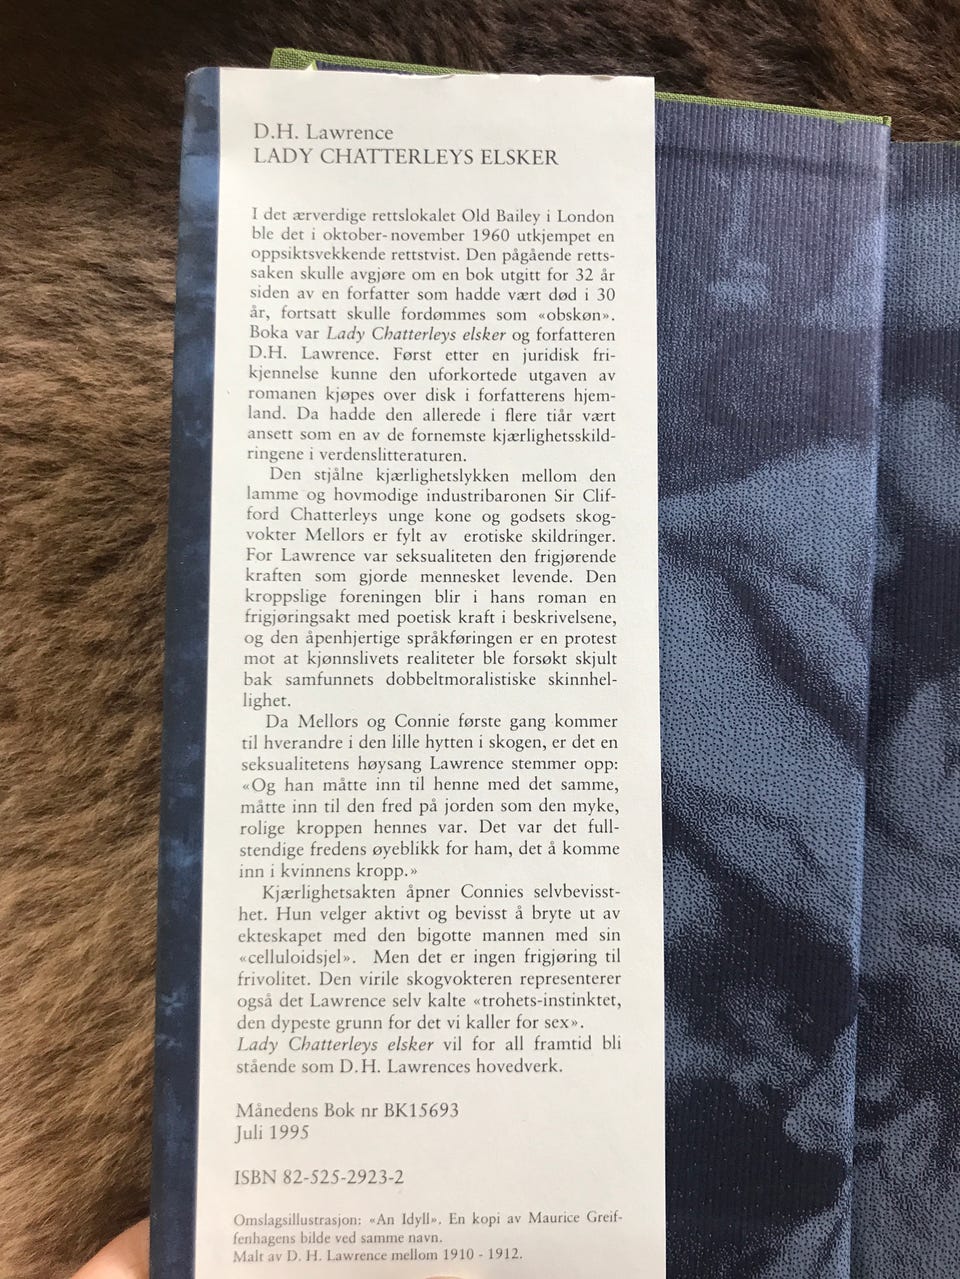 D.H. Lawrence
LADY CHATTERLEYS ELSKER
I det ærverdige rettslokalet Old Bailey i London
ble det i oktober-november 1960 utkjempet en
oppsiktsvekkende rettstvist. Den pågående retts-
saken skulle avgjøre om en bok utgitt for 32 år
siden av en forfatter som hadde vært død i 30
år, fortsatt skulle fordømmes som «obskøn».
Boka var Lady Chatterleys elsker og forfatteren
D.H. Lawrence. Først etter en juridisk fri-
kjennelse kunne den uforkortede utgaven av
romanen kjøpes over disk i forfatterens hjem-
land. Da hadde den allerede i flere tiår vært
ansett som en av de fornemste kjærlighetsskild-
ringene i verdenslitteraturen.
Den stjålne kjærlighetslykken mellom den
lamme og hovmodige industribaronen Sir Clif-
ford Chatterleys unge kone og godsets skog-
vokter Mellors er fylt av erotiske skildringer.
For Lawrence var seksualiteten den frigjørende
kraften som gjorde mennesket levende. Den
kroppslige foreningen blir i hans roman en
frigjøringsakt med poetisk kraft i beskrivelsene,
og den åpenhjertige språkføringen er en protest
mot at kjønnslivets realiteter ble forsøkt skjult
bak samfunnets dobbeltmoralistiske skinnhel-
lighet.
Da Mellors og Connie første gang kommer
til hverandre i den lille hytten i skogen, er det en
seksualitetens høysang Lawrence stemmer opp:
«Og han måtte inn til henne med det samme,
måtte inn til den fred på jorden som den myke,
rolige kroppen hennes var. Det var det full-
stendige fredens øyeblikk for ham, det å komme
inn i kvinnens kropp.»
Kjærlighetsakten åpner Connies selvbevisst-
het. Hun velger aktivt og bevisst å bryte ut av
ekteskapet med den bigotte mannen med sin
«celluloidsjel». Men det er ingen frigjøring til
frivolitet. Den virile skogvokteren representerer
også det Lawrence selv kalte «trohets-instinktet,
den dypeste grunn for det vi kaller for sex».
Lady Chatterleys elsker vil for all framtid bli
stående som D.H. Lawrences hovedverk.
Månedens Bok nr BK15693
Juli 1995
ISBN 82-525-2923-2
Omslagsillustrasjon: «An Idyll». En kopi av Maurice Greif-
fenhagens bilde ved samme navn.
Malt av D. H. Lawrence mellom 1910 - 1912.